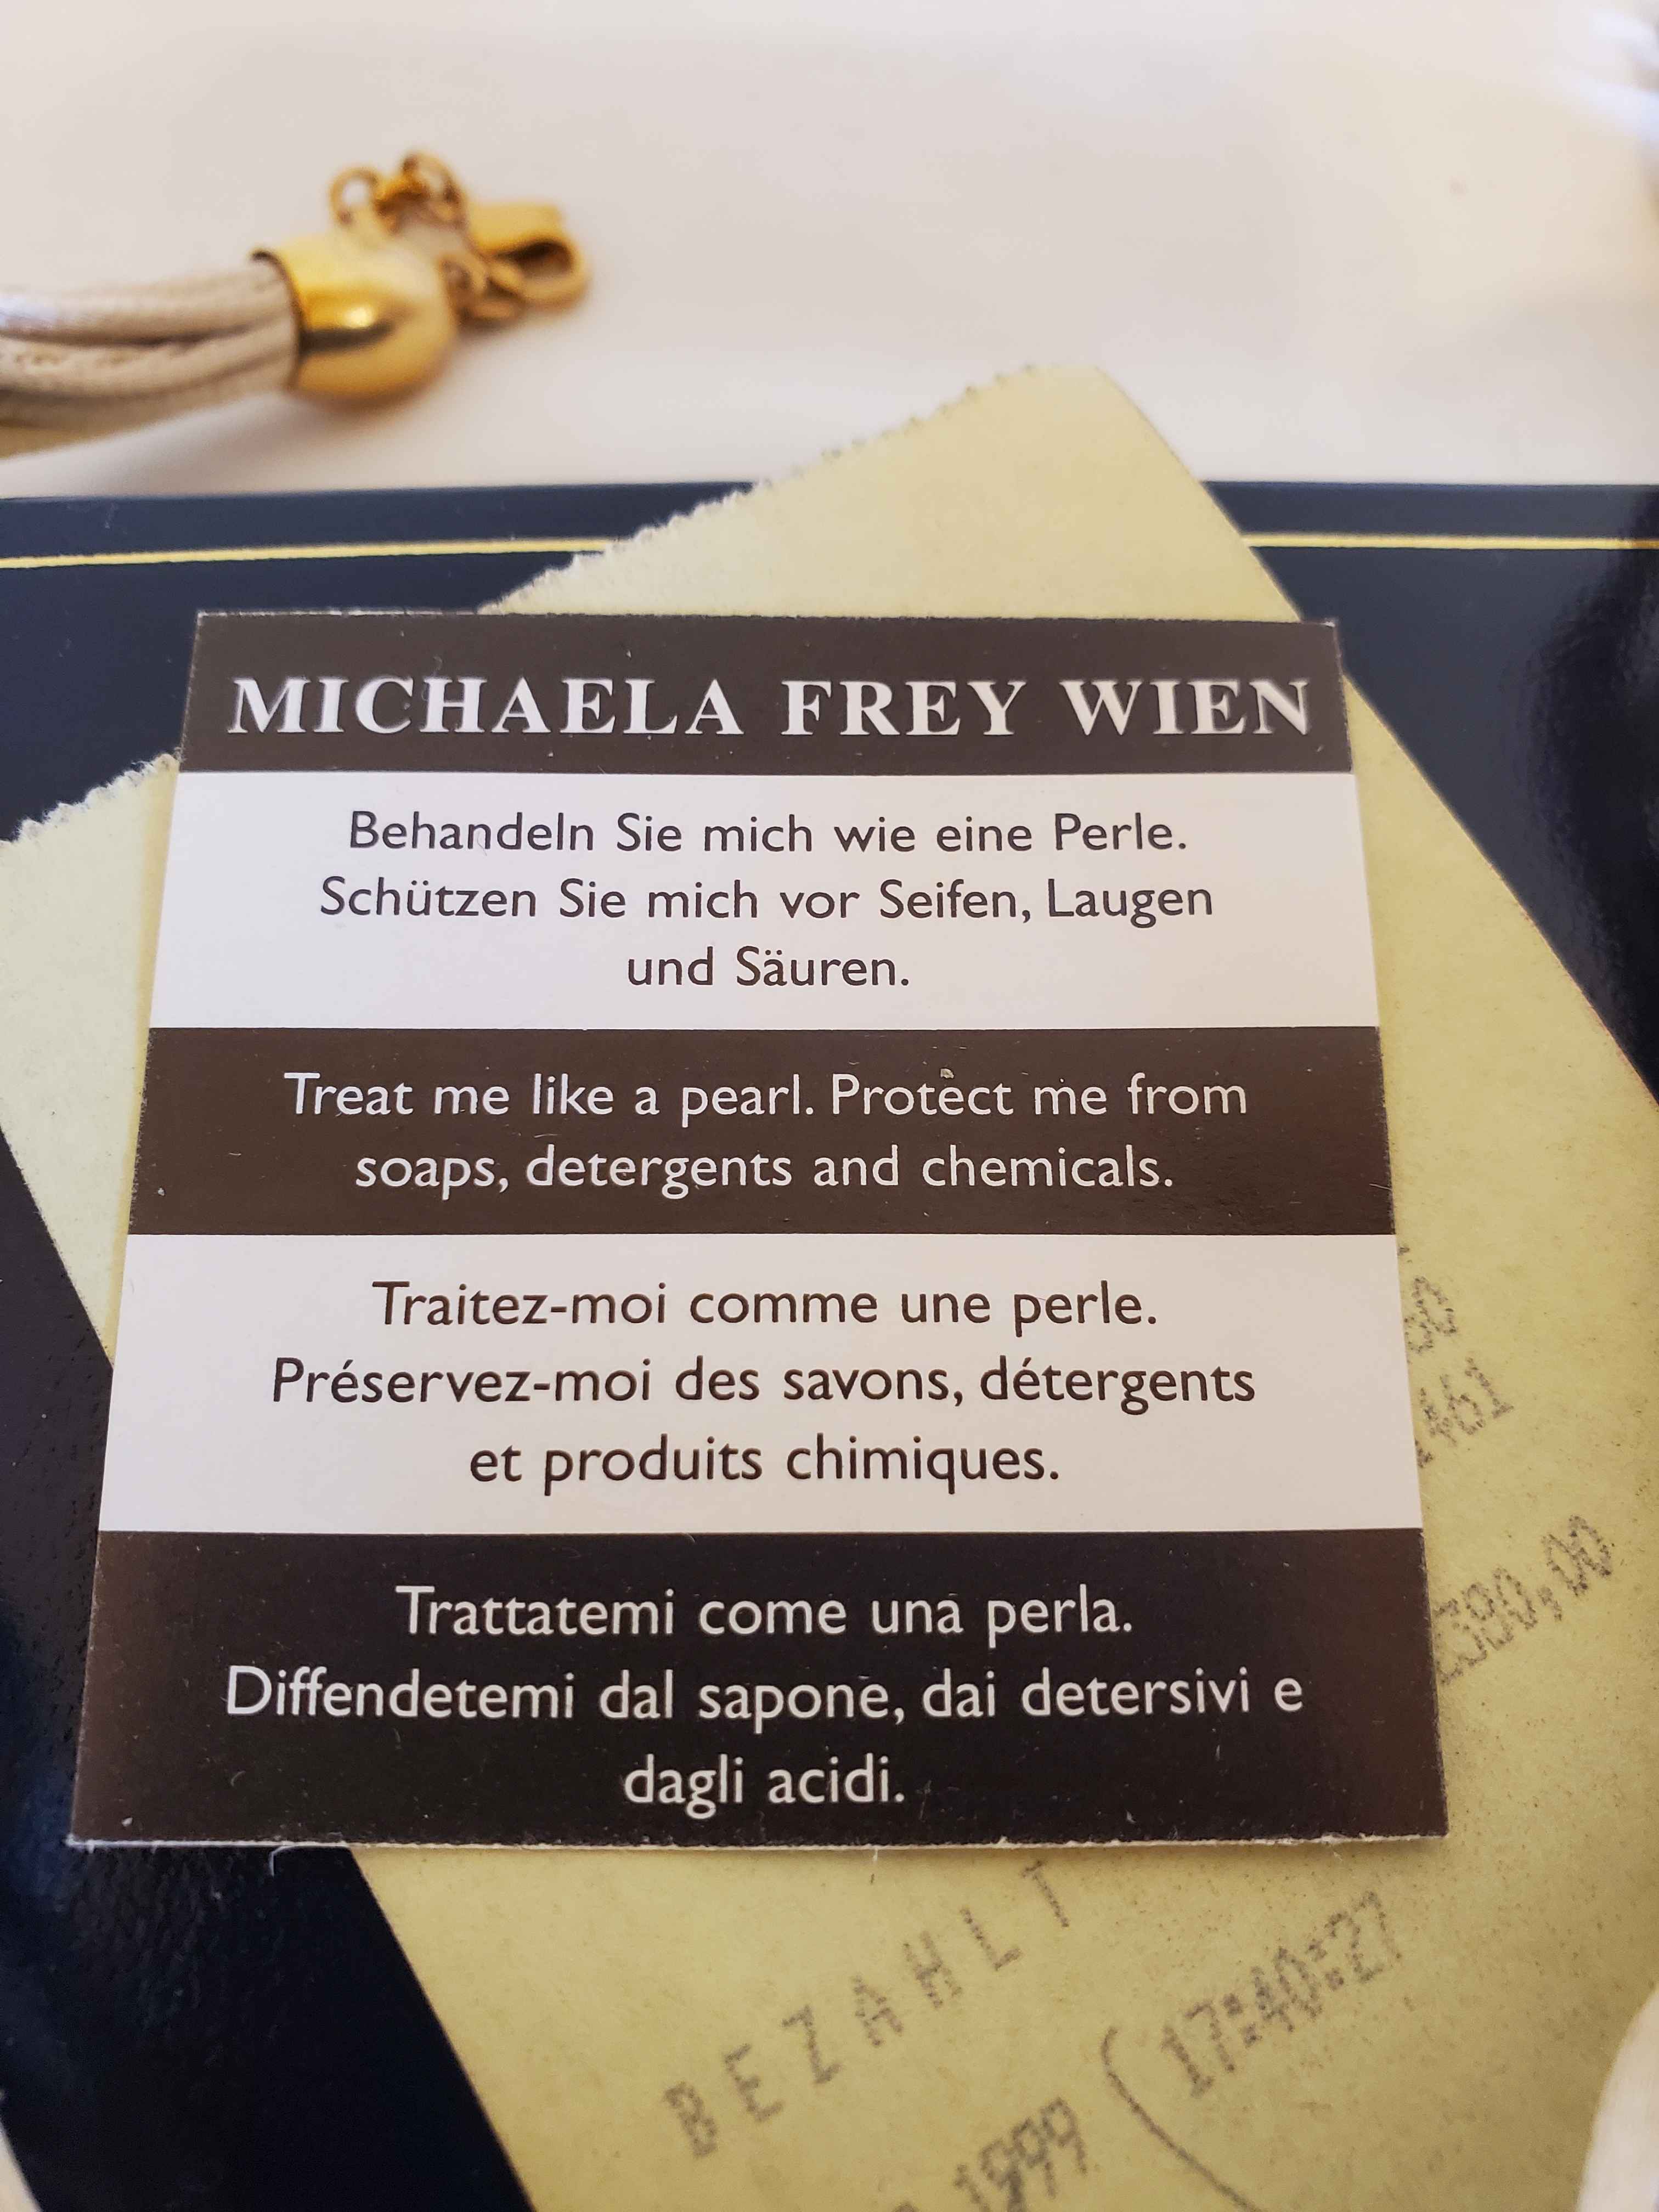 MICHAELA FREY WIEN
Behandeln Sie mich wie eine Perle.
Schützen Sie mich vor Seifen, Laugen
und Säuren.
Treat me like a pearl. Protect me from
soaps, detergents and chemicals.
Traitez-moi comme une perle.
Préservez-moi des savons, détergents
et produits chimiques.
Trattatemi come una perla.
Diffendetemi dal sapone, dai detersivi e
dagli acidi.
BEZAHLT
1999 (17:40:27